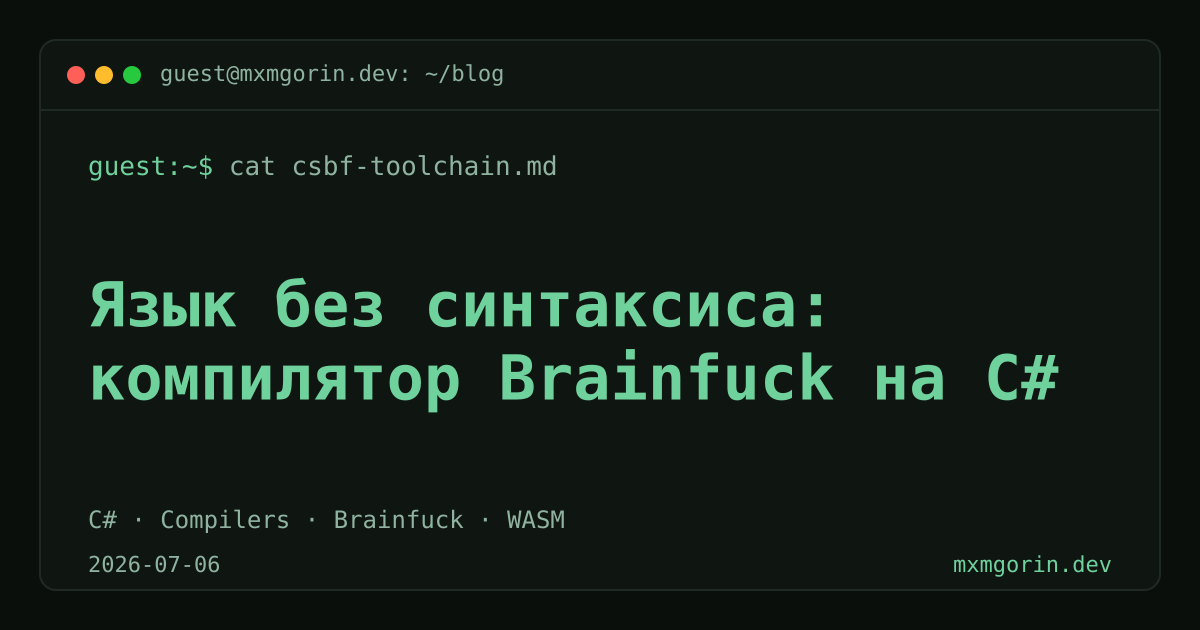 guest@mxmgorin.dev: ~/blog
guest:~$ cat csbf-toolchain.md
Язык без синтаксиса:
компилятор Brainfuck на C#
C# · Compilers · Brainfuck · WASM
2026-07-06
mxmgorin.dev